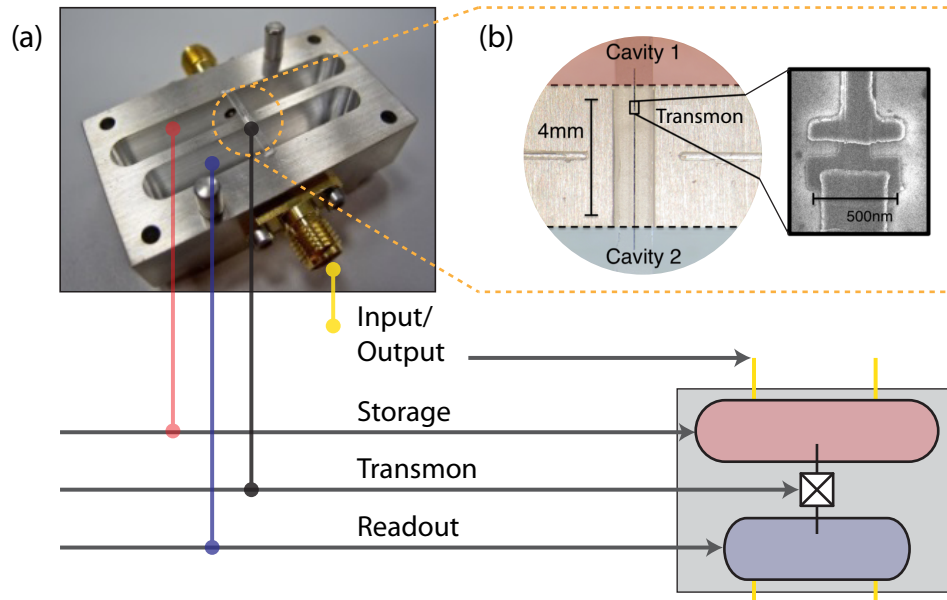 (a)
(b)
Cavity 1
Transmon
4mm
Cavity 2
500nm
Input/
Output
Storage
Transmon
Readout